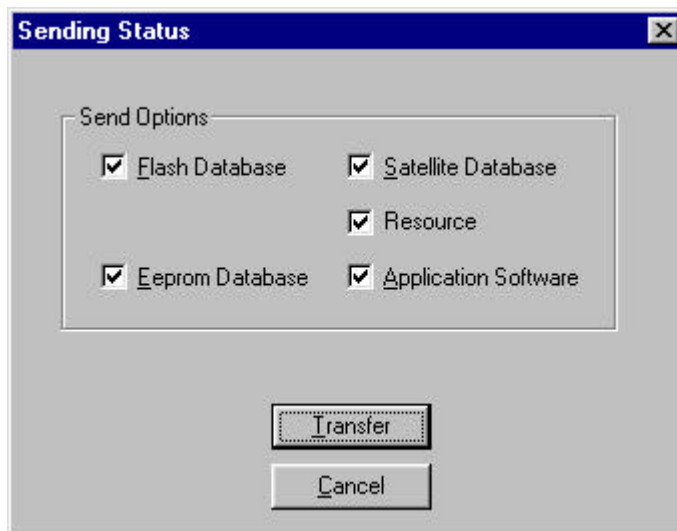 Sending Status
Send Options
Flash Database
Satellite Database
Resource
Eeprom Database
Application Software
Transfer
Cancel